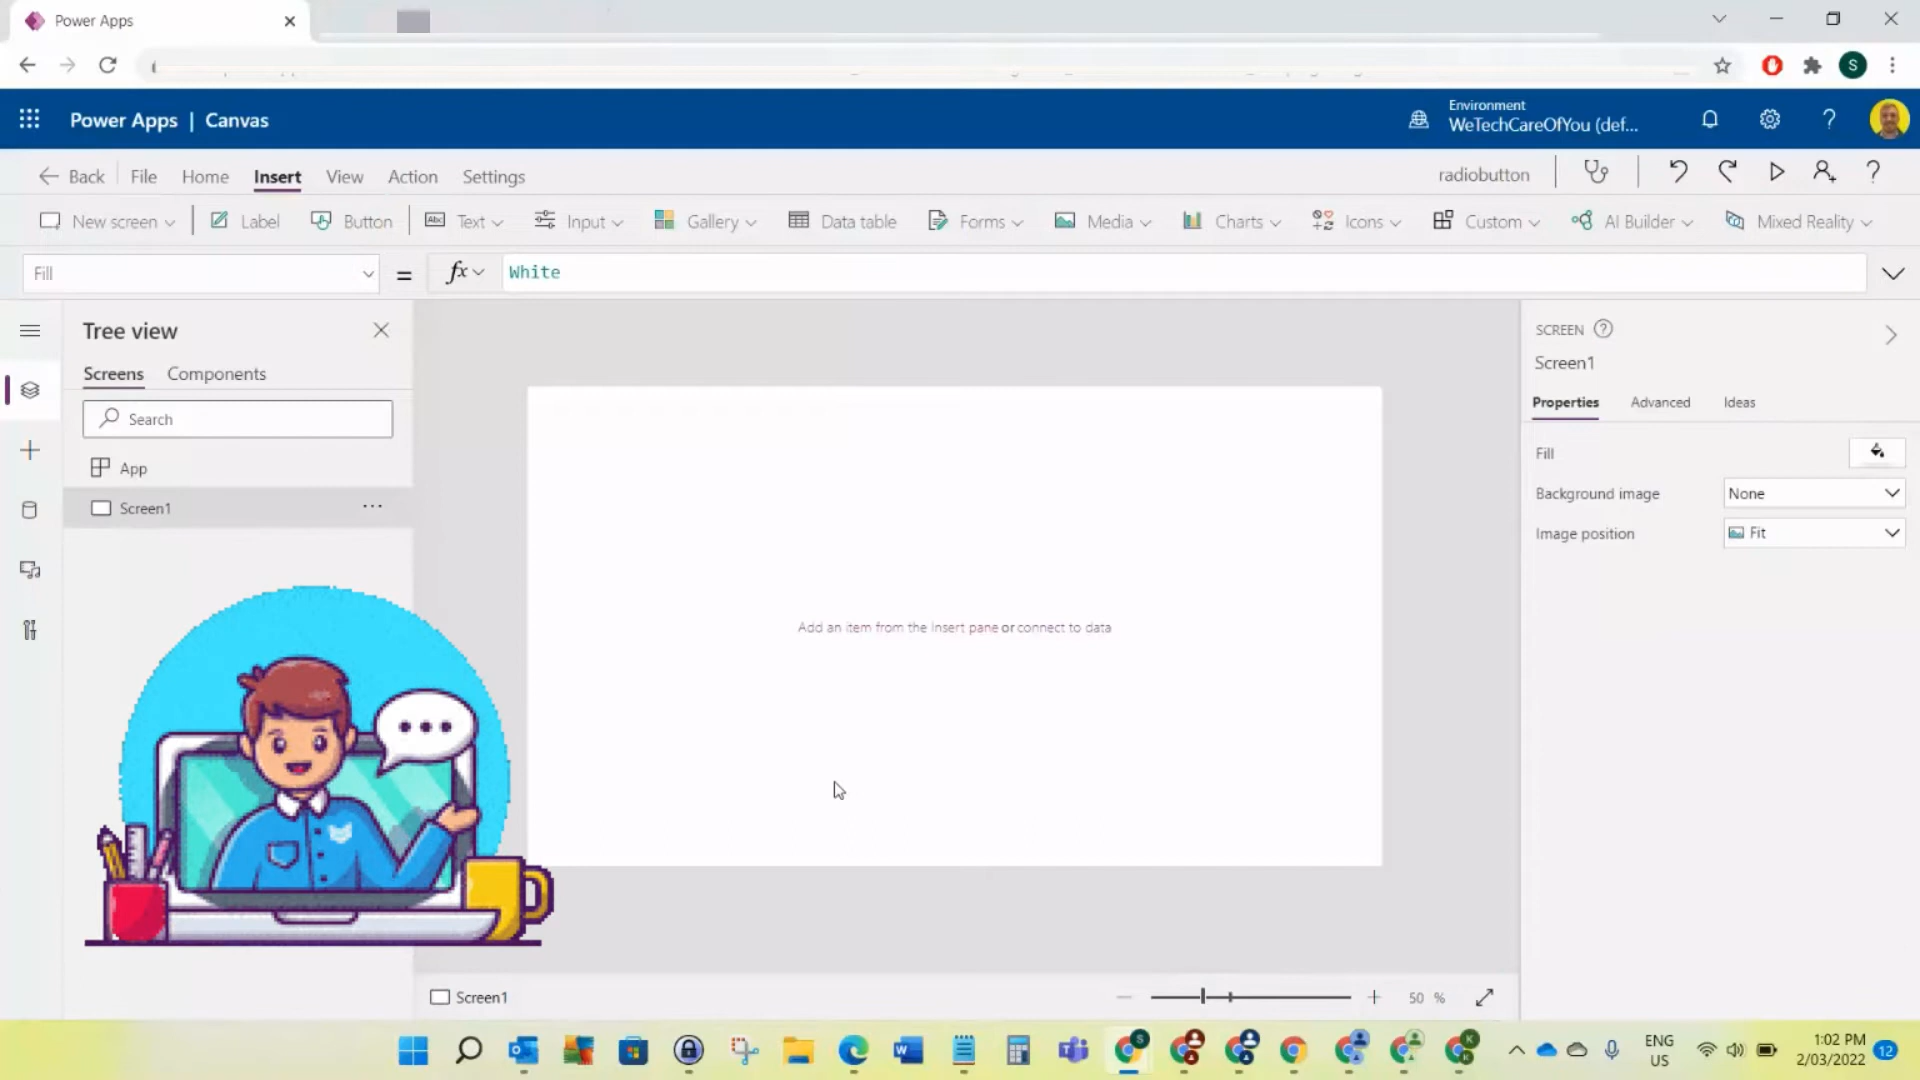 Power Apps
S
Power Apps | Canvas
Environment
WeTechCareOfYou (def...
Back File Home Insert View Action Settings
radiobutton
New screen Label Button Text Input Gallery Data table Forms Media Charts Icons Custom AI Builder Mixed Reality
Fill = fx White
Tree view
Screens Components
Search
App
Screen1 ...
Add an item from the Insert pane or connect to data
SCREEN
Screen1
Properties Advanced Ideas
Fill
Background image None
Image position Fit
Screen1
50 %
ENG
US
1:02 PM
2/03/2022
12